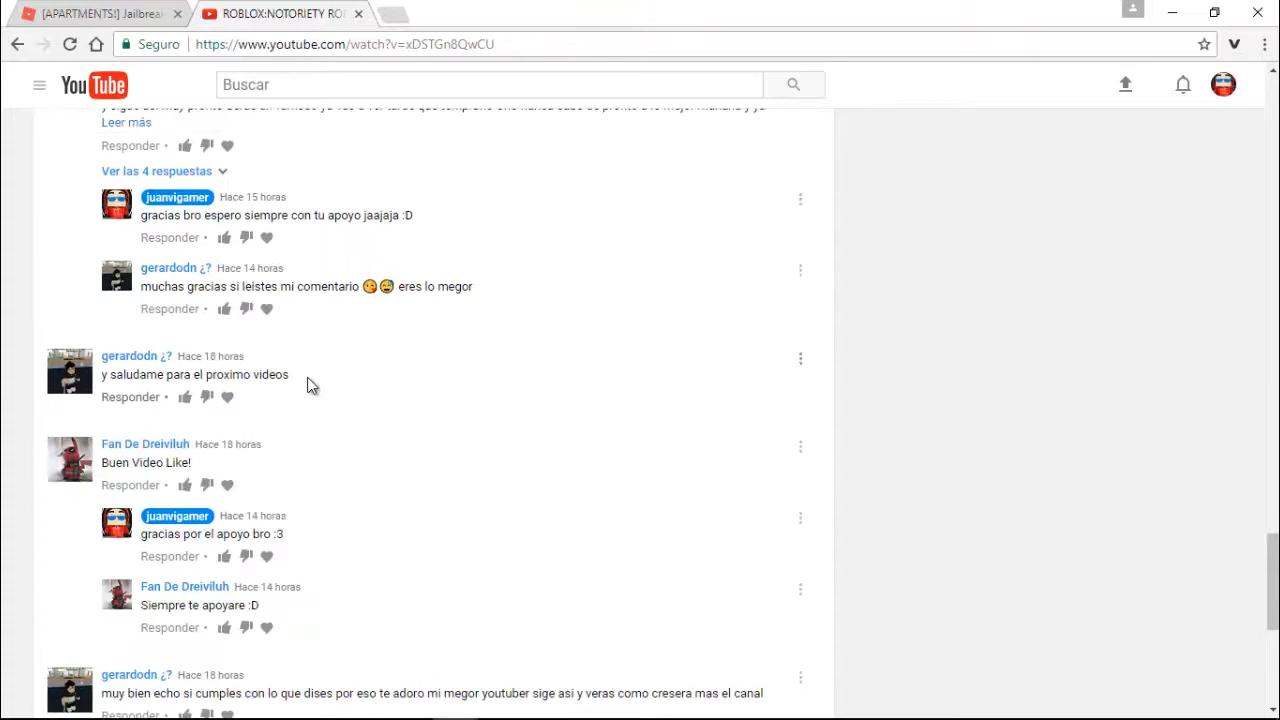 [APARTMENTS!] Jailbreak
ROBLOX:NOTORIETY RO
Seguro
https://www.youtube.com/watch?v=xDSTGn8QwCU
YouTube
Buscar
Leer más
Responder •
Ver las 4 respuestas
juanvigamer Hace 15 horas
gracias bro espero siempre con tu apoyo jaajaja :D
Responder •
gerardodn ¿? Hace 14 horas
muchas gracias si leistes mi comentario 😋😅 eres lo megor
Responder •
gerardodn ¿? Hace 18 horas
y saludame para el proximo videos
Responder •
Fan De Dreiviluh Hace 18 horas
Buen Video Like!
Responder •
juanvigamer Hace 14 horas
gracias por el apoyo bro :3
Responder •
Fan De Dreiviluh Hace 14 horas
Siempre te apoyare :D
Responder •
gerardodn ¿? Hace 18 horas
muy bien echo si cumples con lo que dises por eso te adoro mi megor youtuber sige asi y veras como cresera mas el canal
Responder •